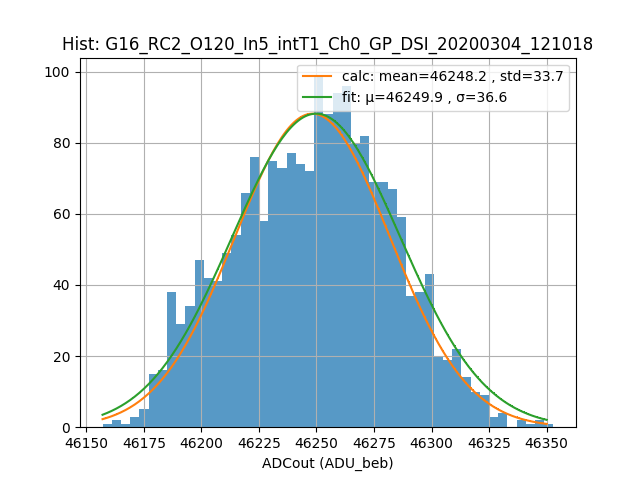 Hist: G16_RC2_O120_In5_intT1_Ch0_GP_DSI_20200304_121018
calc: mean=46248.2 , std=33.7
fit: μ=46249.9 , σ=36.6
100
80
60
40
20
0
46150 46175 46200 46225 46250 46275 46300 46325 46350
ADCout (ADU_beb)